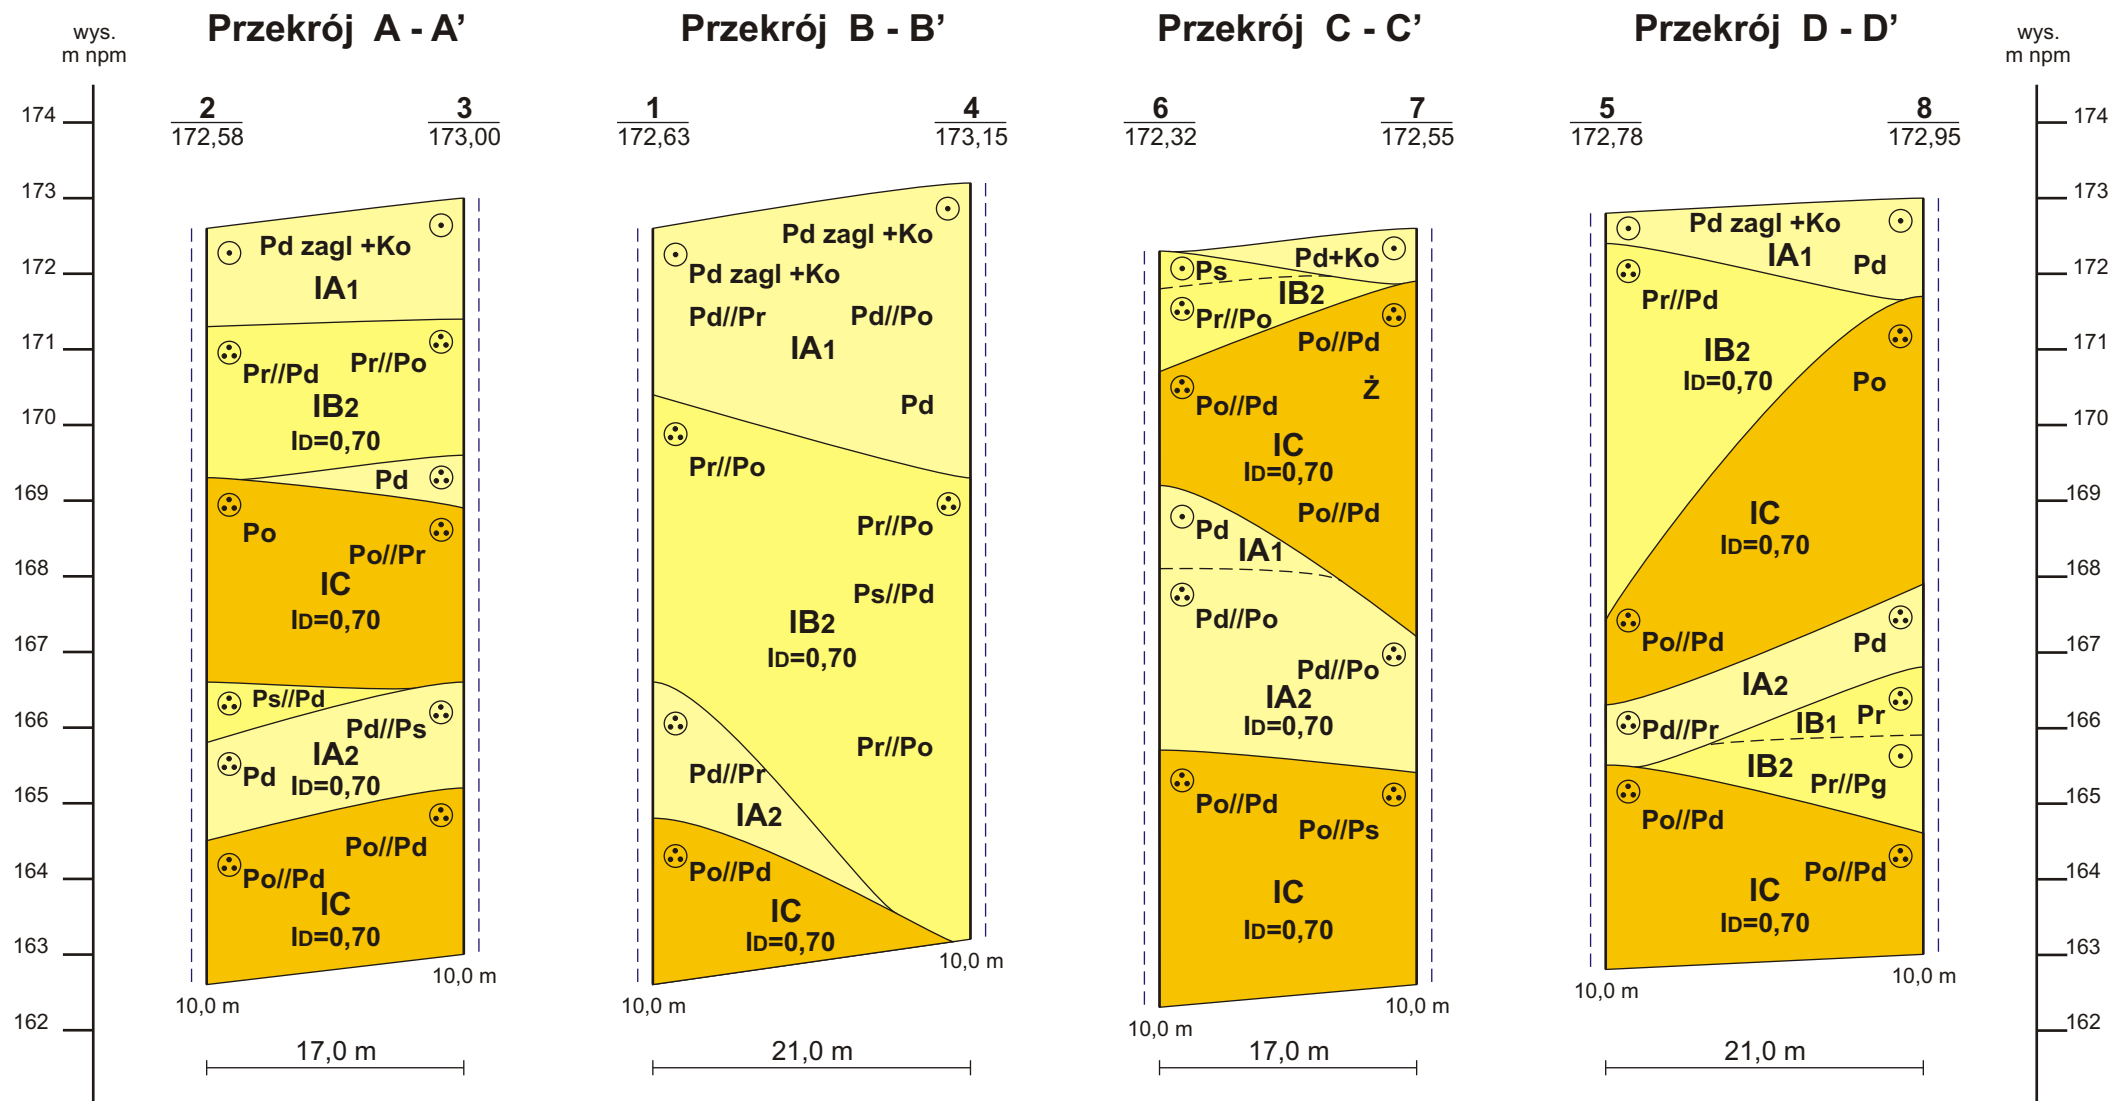 Przekrój A - A’
Przekrój B - B’
Przekrój C - C’
Przekrój D - D’
wys.
m npm
174
173
172
171
170
169
168
167
166
165
164
163
162
2
172,58
3
173,00
Pd zagl +Ko
IA1
Pr//Pd
Pr//Po
IB2
ID=0,70
Pd
Po
Po//Pr
IC
ID=0,70
Ps//Pd
Pd//Ps
IA2
Pd
ID=0,70
Po//Pd
Po//Pd
IC
ID=0,70
10,0 m
10,0 m
17,0 m
1
172,63
4
173,15
Pd zagl +Ko
Pd zagl +Ko
Pd//Pr
Pd//Po
IA1
Pd
Pr//Po
Pr//Po
Ps//Pd
IB2
ID=0,70
Pr//Po
Pd//Pr
IA2
Po//Pd
IC
ID=0,70
10,0 m
10,0 m
21,0 m
6
172,32
7
172,55
Pd+Ko
Ps
IB2
Pr//Po
Po//Pd
Ż
Po//Pd
IC
ID=0,70
Po//Pd
Pd
IA1
Pd//Po
Pd//Po
IA2
ID=0,70
Po//Pd
Po//Ps
IC
ID=0,70
10,0 m
10,0 m
17,0 m
5
172,78
8
172,95
Pd zagl +Ko
IA1
Pd
Pr//Pd
IB2
ID=0,70
Po
IC
ID=0,70
Po//Pd
Pd
IA2
Pd//Pr
IB1
Pr
IB2
Pr//Pg
Po//Pd
Po//Pd
IC
ID=0,70
10,0 m
10,0 m
21,0 m
wys.
m npm
174
173
172
171
170
169
168
167
166
165
164
163
162